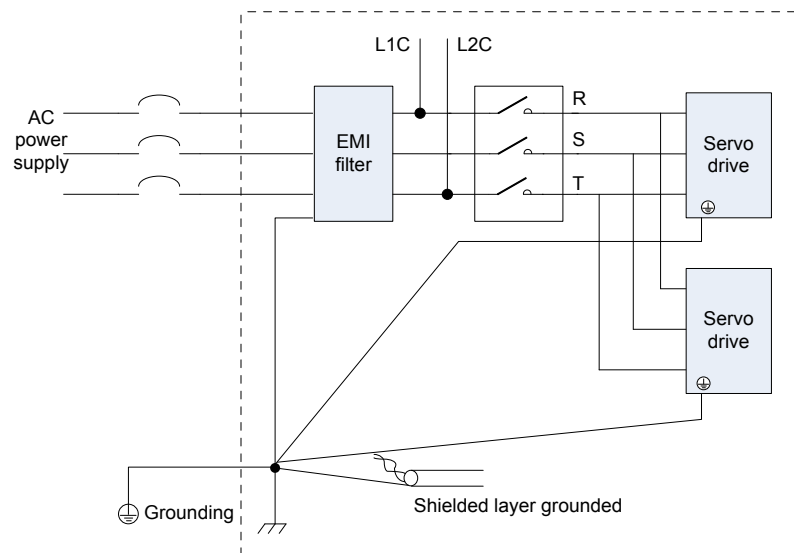 L1C
L2C
AC
power
supply
EMI
filter
R
S
T
Servo
drive
Servo
drive
Grounding
Shielded layer grounded